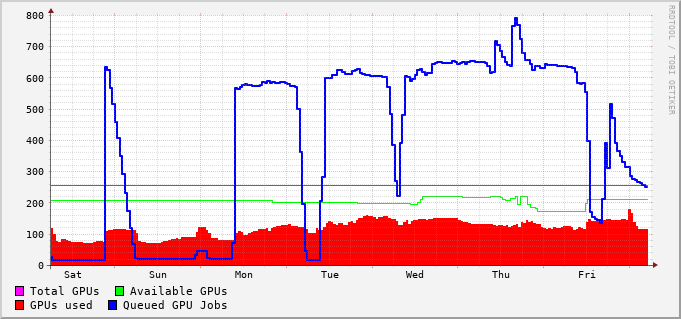 800
700
600
500
400
300
200
100
0
Sat Sun Mon Tue Wed Thu Fri
Total GPUs Available GPUs
GPUs used Queued GPU Jobs
RRDTOOL / TOBI OETIKER